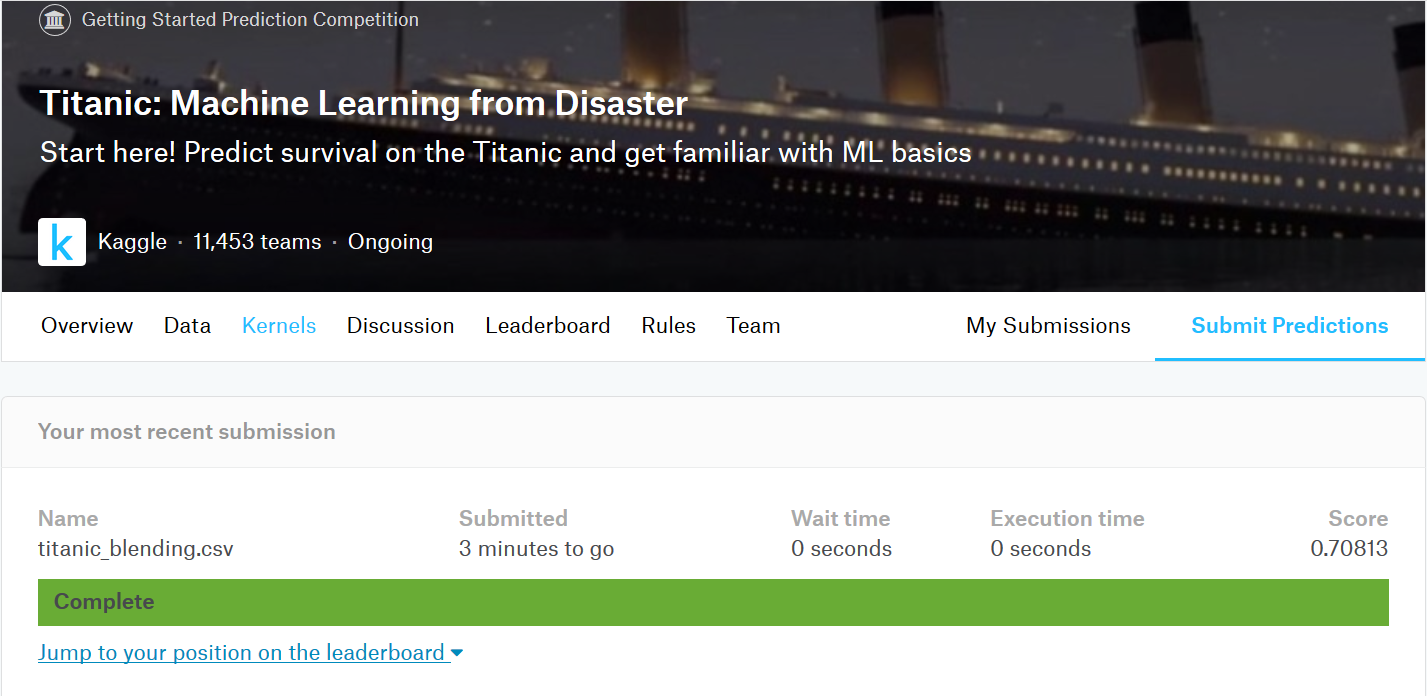 Getting Started Prediction Competition
Titanic: Machine Learning from Disaster
Start here! Predict survival on the Titanic and get familiar with ML basics
k Kaggle · 11,453 teams · Ongoing
Overview Data Kernels Discussion Leaderboard Rules Team My Submissions Submit Predictions
Your most recent submission
Name Submitted Wait time Execution time Score
titanic_blending.csv 3 minutes to go 0 seconds 0 seconds 0.70813
Complete
Jump to your position on the leaderboard